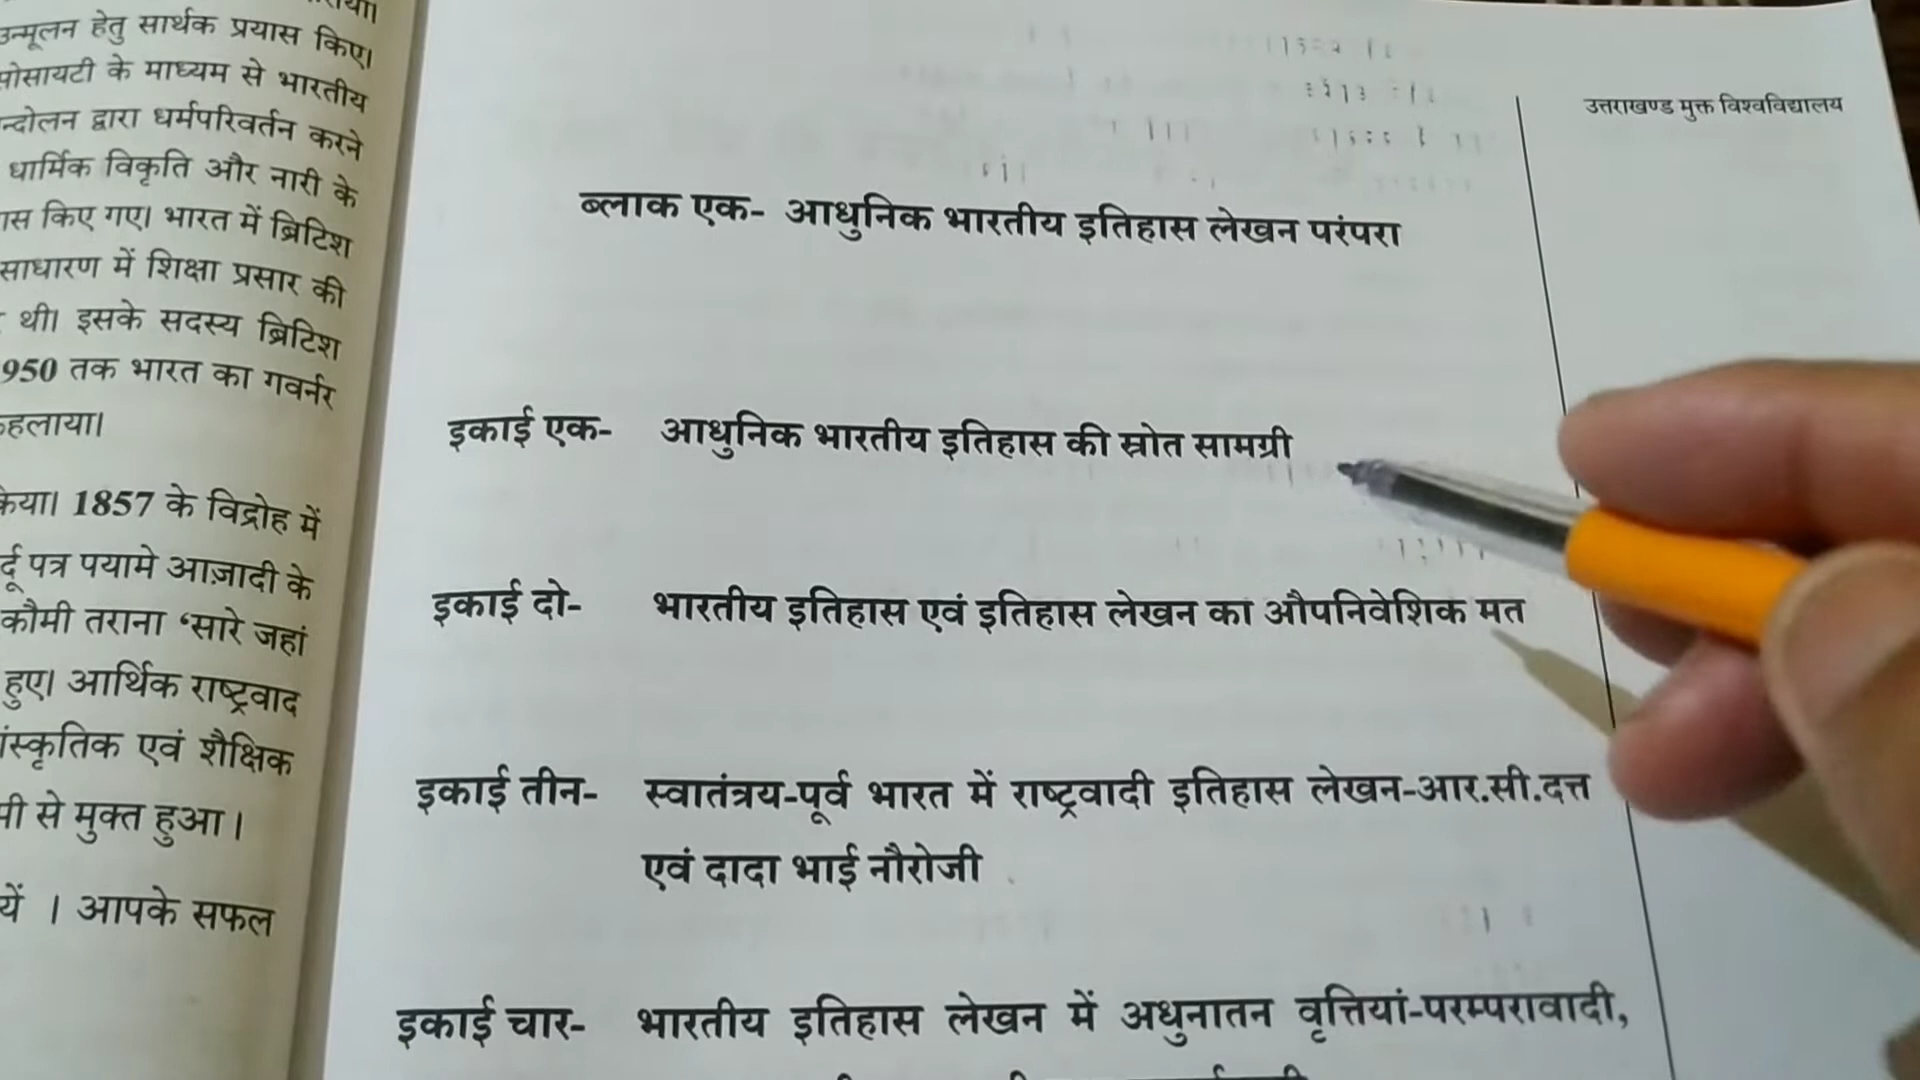 उन्मूलन हेतु सार्थक प्रयास किए।
सोसायटी के माध्यम से भारतीय
न्दोलन द्वारा धर्मपरिवर्तन करने
धार्मिक विकृति और नारी के
ास किए गए। भारत में ब्रिटिश
साधारण में शिक्षा प्रसार की
थी। इसके सदस्य ब्रिटिश
950 तक भारत का गवर्नर
कहलाया।
किया। 1857 के विद्रोह में
र्दू पत्र पयामे आज़ादी के
कौमी तराना ‘सारे जहां
हुए। आर्थिक राष्ट्रवाद
ांस्कृतिक एवं शैक्षिक
मी से मुक्त हुआ ।
यें । आपके सफल
उत्तराखण्ड मुक्त विश्वविद्यालय
ब्लाक एक- आधुनिक भारतीय इतिहास लेखन परंपरा
इकाई एक- आधुनिक भारतीय इतिहास की स्रोत सामग्री
इकाई दो- भारतीय इतिहास एवं इतिहास लेखन का औपनिवेशिक मत
इकाई तीन- स्वातंत्रय-पूर्व भारत में राष्ट्रवादी इतिहास लेखन-आर.सी.दत्त
एवं दादा भाई नौरोजी
इकाई चार- भारतीय इतिहास लेखन में अधुनातन वृत्तियां-परम्परावादी,